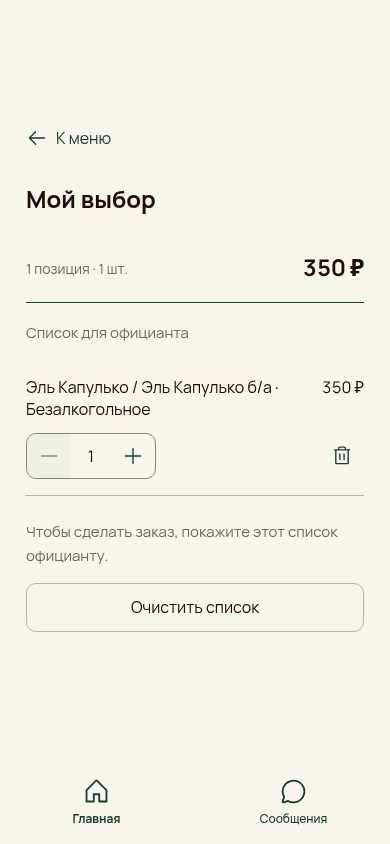 К меню
Мой выбор
1 позиция · 1 шт.
350 ₽
Список для официанта
Эль Капулько / Эль Капулько б/а ·
Безалкогольное
350 ₽
1
Чтобы сделать заказ, покажите этот список
официанту.
Очистить список
Главная
Сообщения